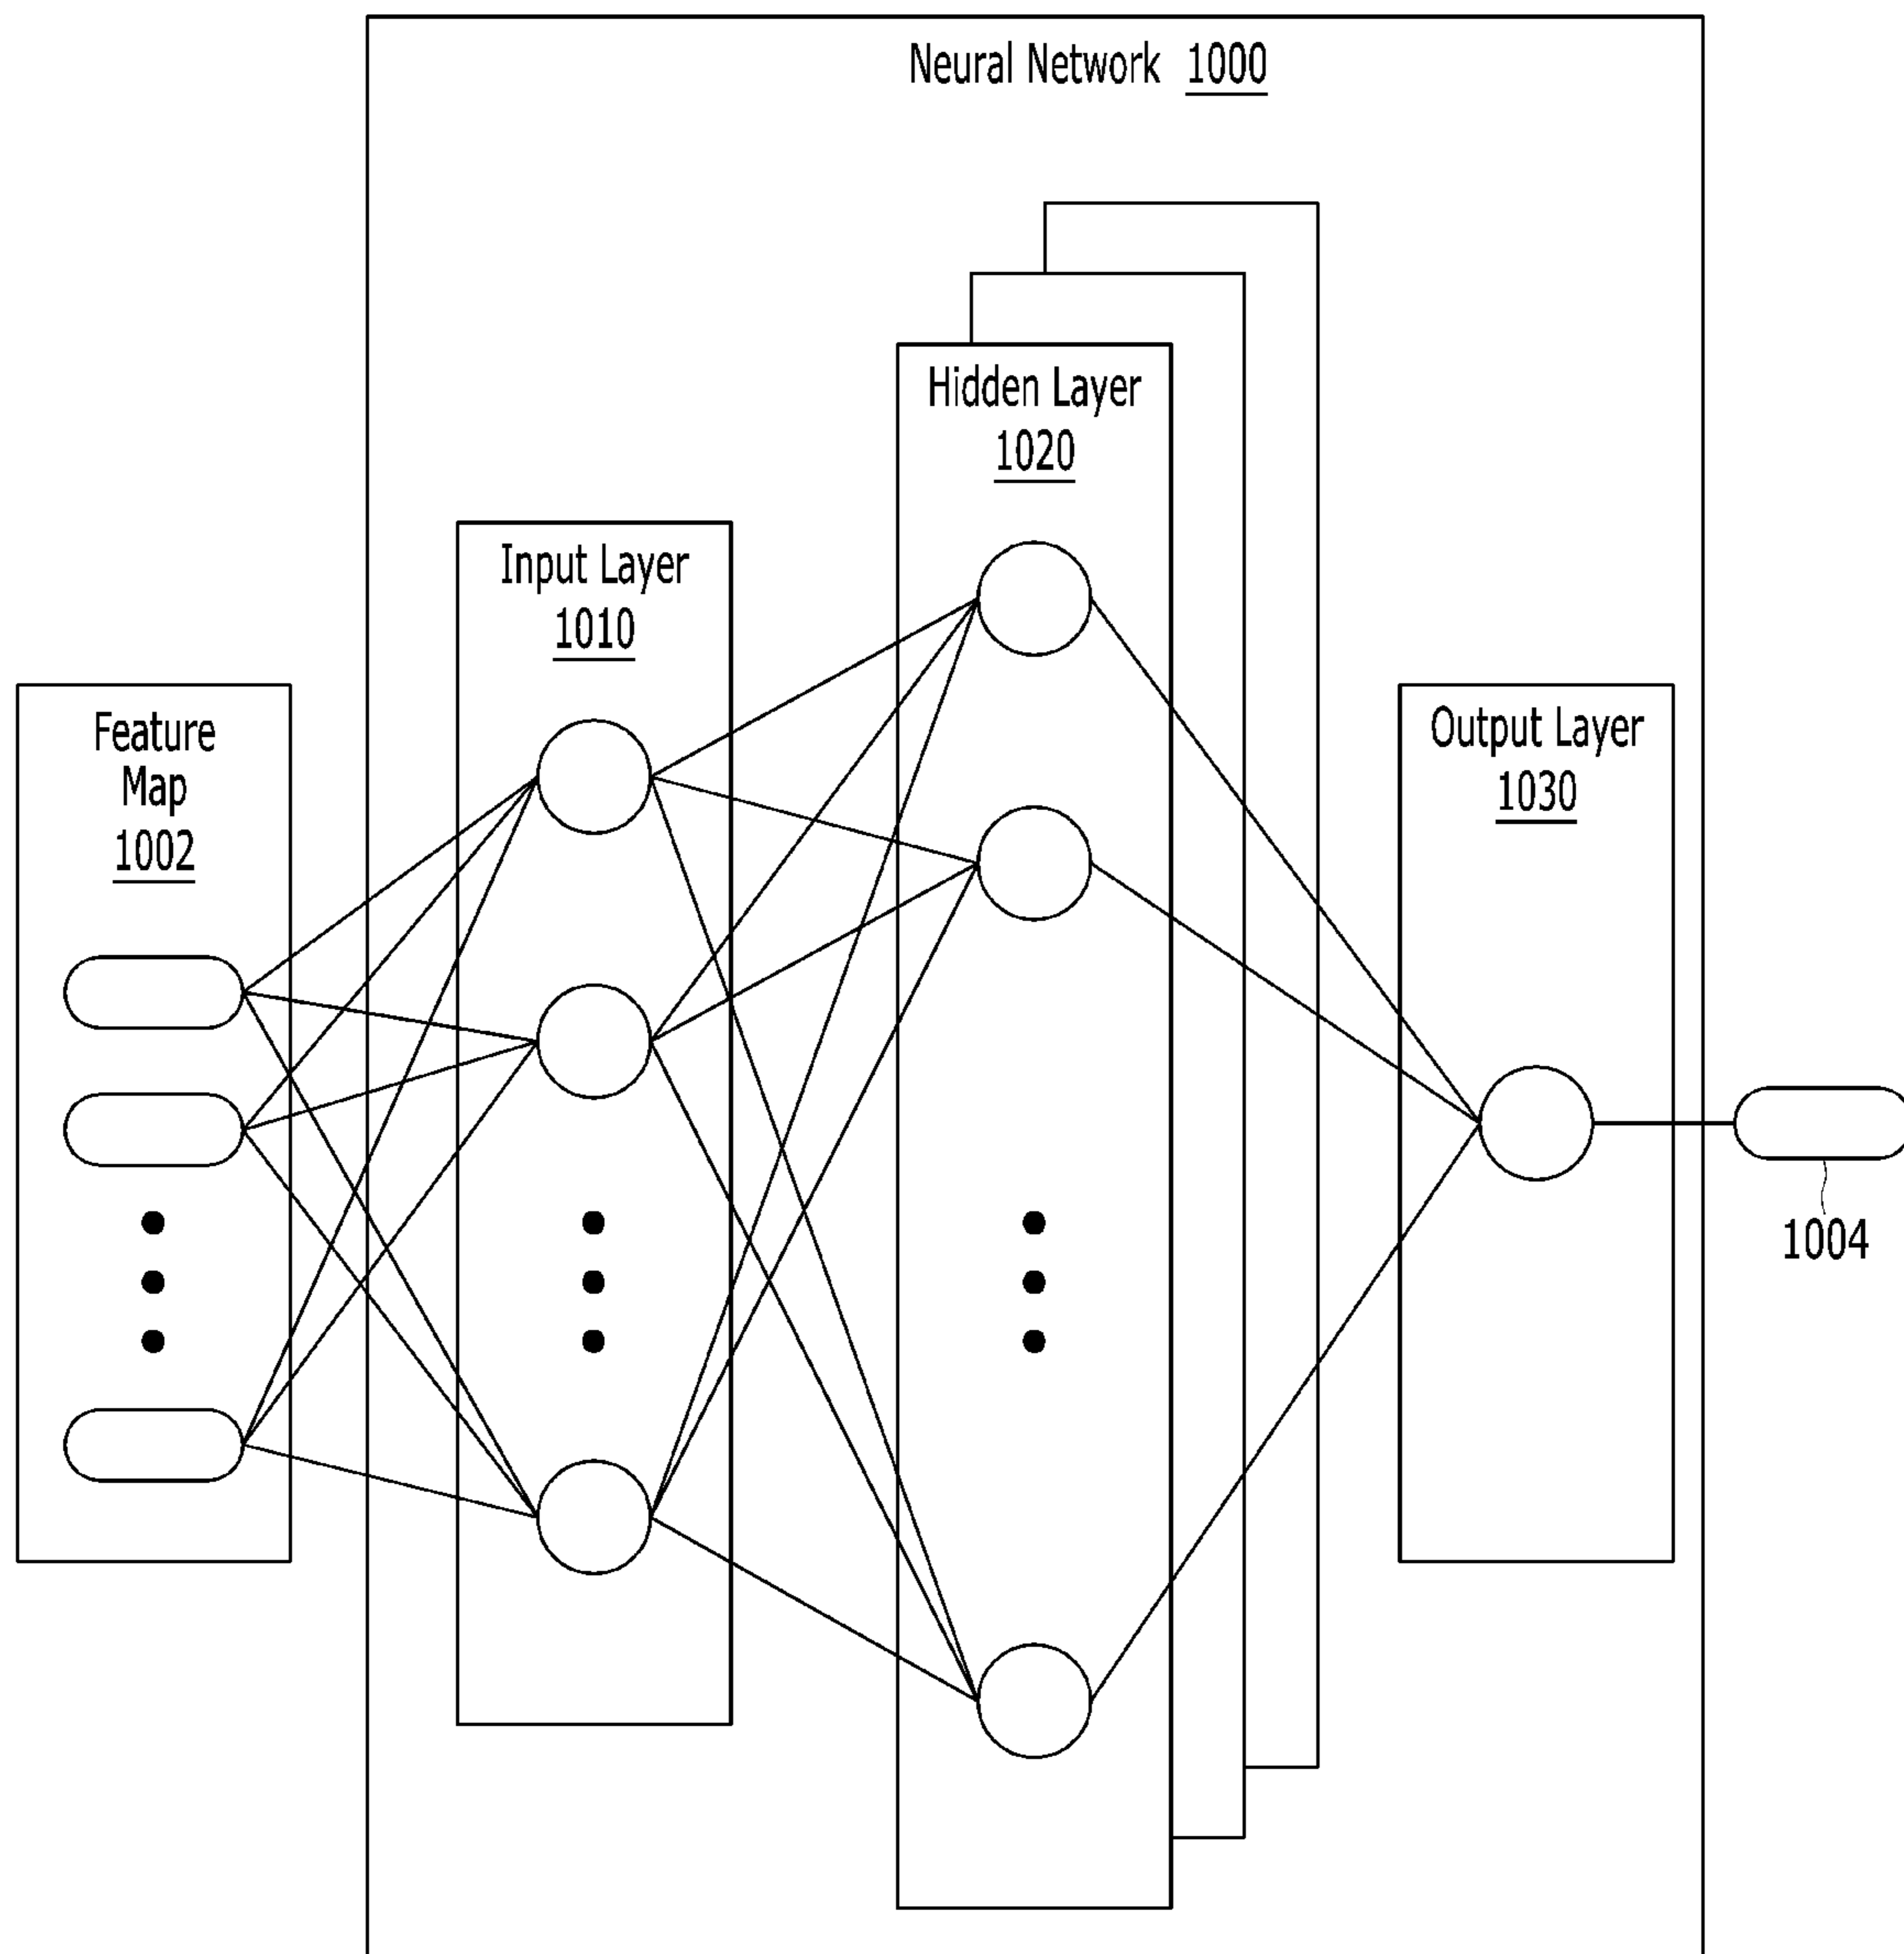 Neural Network 1000
Hidden Layer
1020
Input Layer
1010
Feature
Map
1002
Output Layer
1030
1004